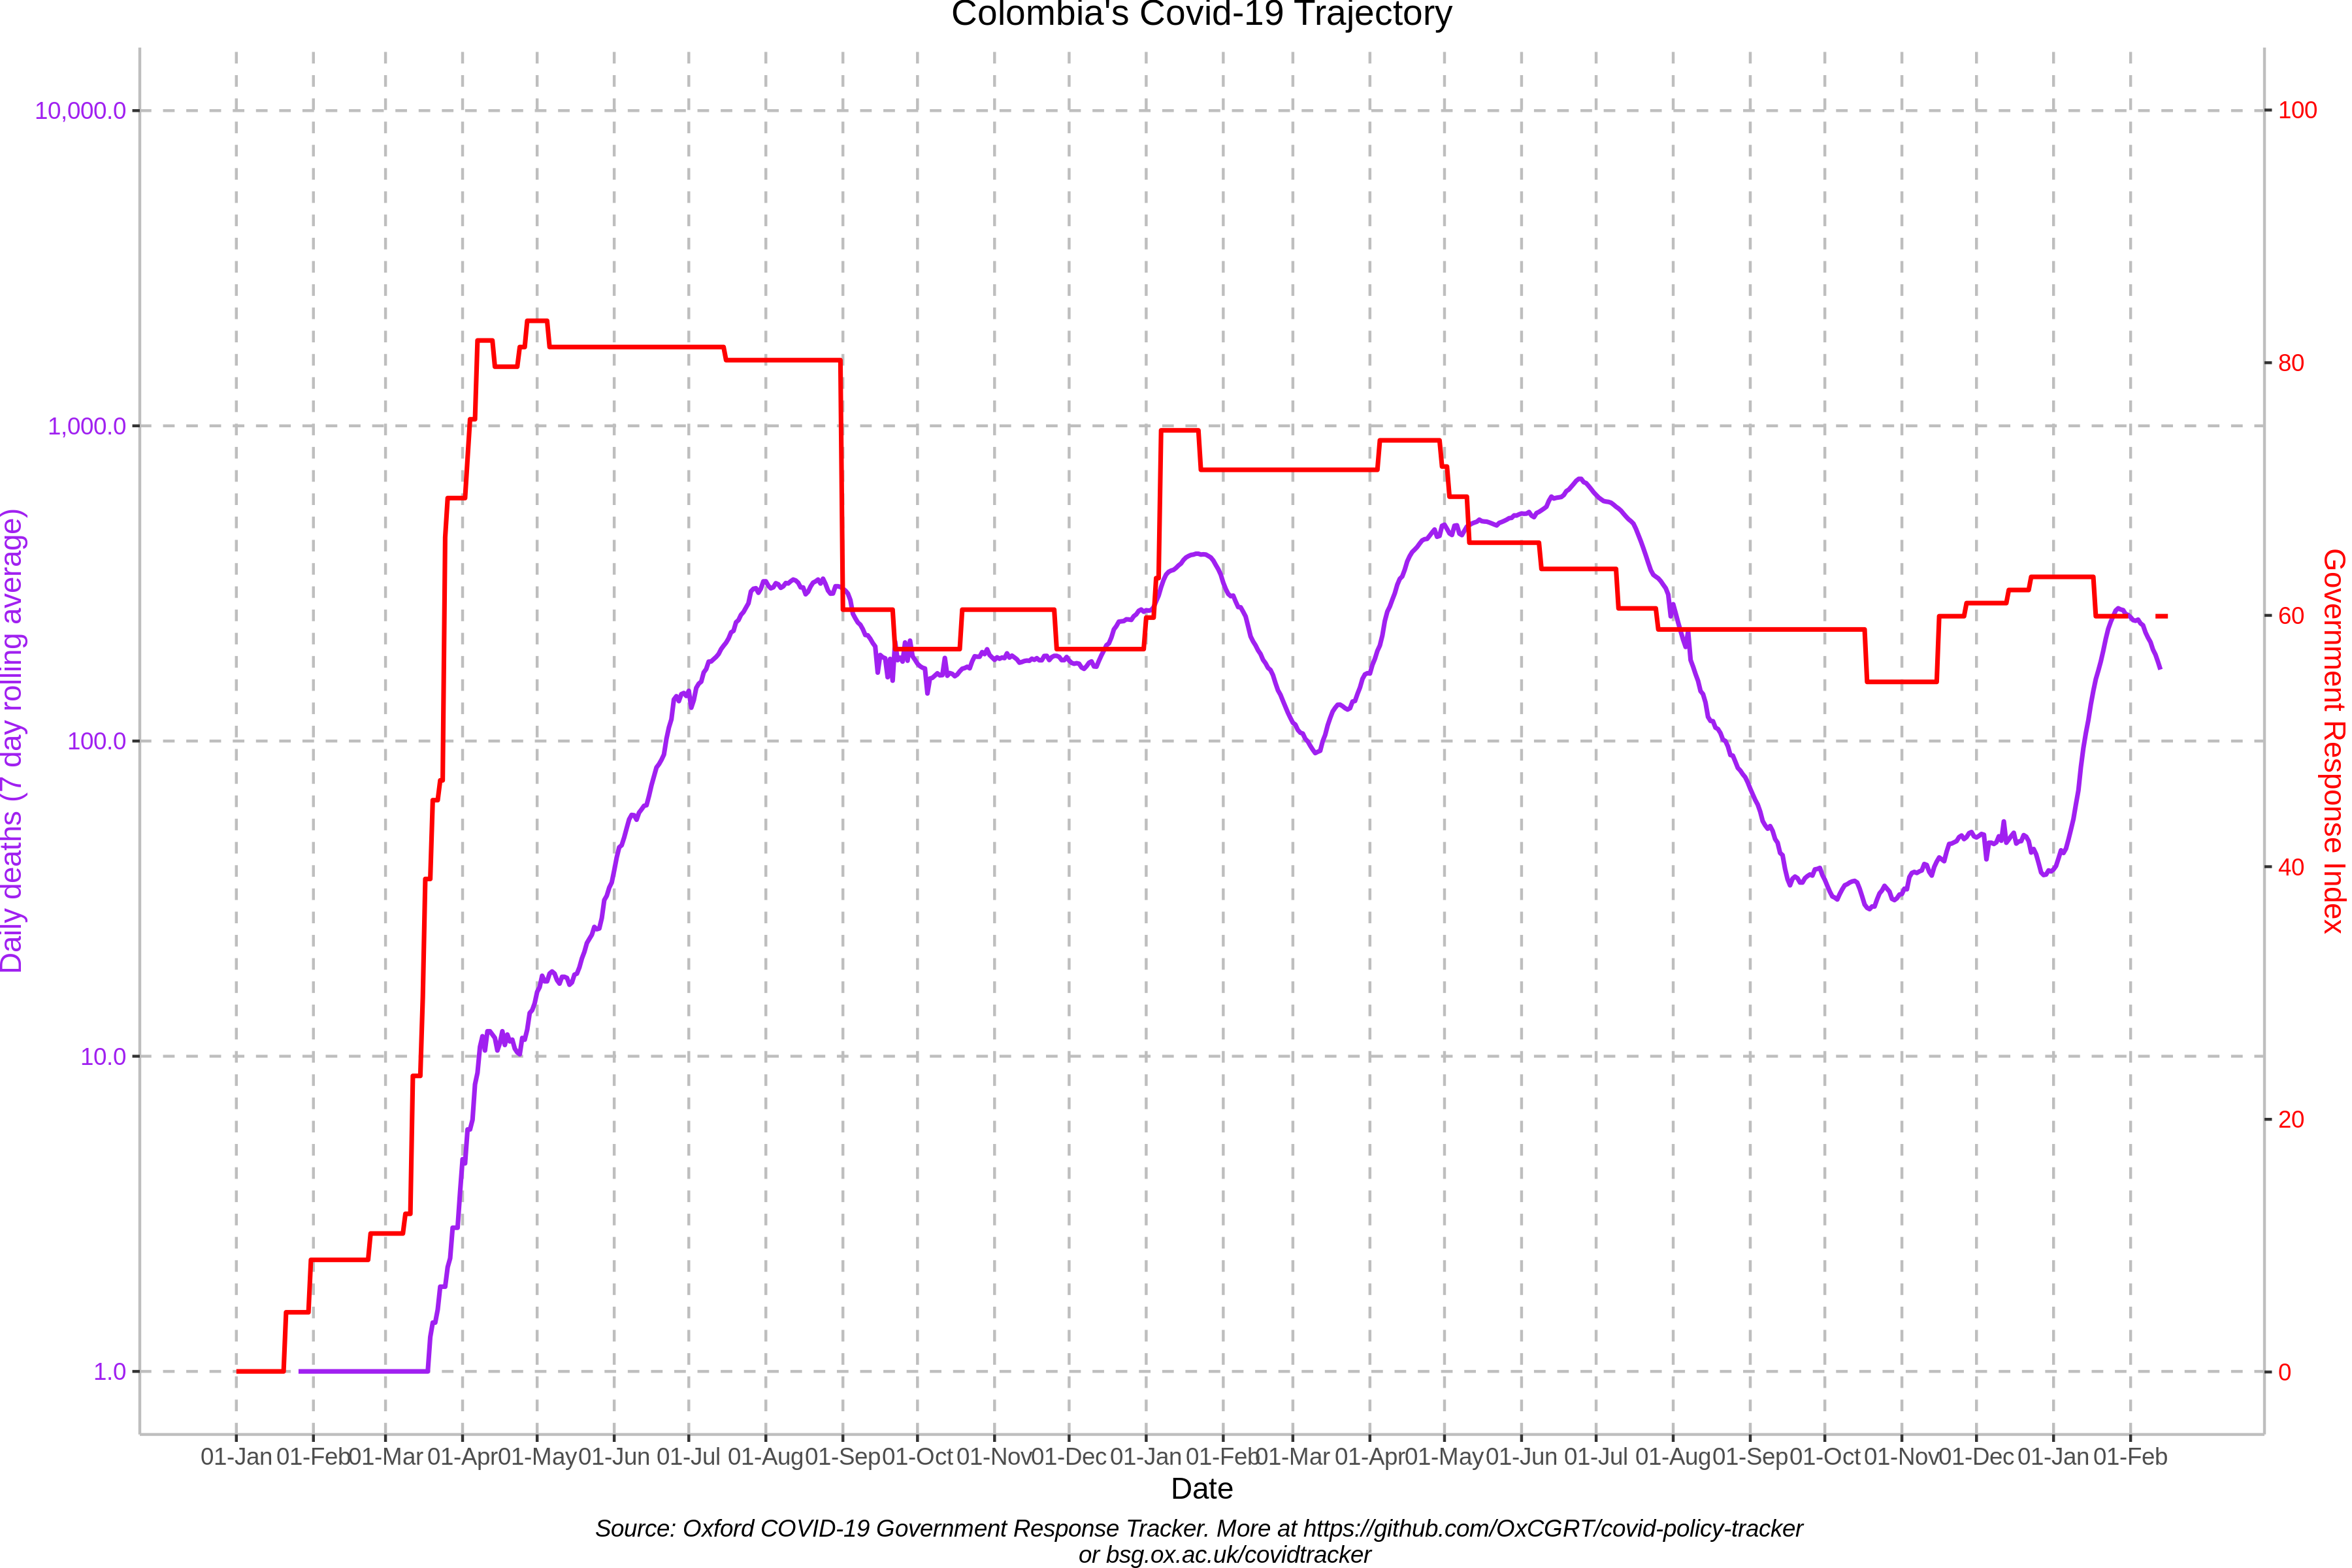 Colombia's Covid-19 Trajectory
10,000.0
1,000.0
100.0
10.0
1.0
Daily deaths (7 day rolling average)
100
80
60
40
20
0
Government Response Index
01-Jan 01-Feb 01-Mar 01-Apr 01-May 01-Jun 01-Jul 01-Aug 01-Sep 01-Oct 01-Nov 01-Dec 01-Jan 01-Feb 01-Mar 01-Apr 01-May 01-Jun 01-Jul 01-Aug 01-Sep 01-Oct 01-Nov 01-Dec 01-Jan 01-Feb
Date
Source: Oxford COVID-19 Government Response Tracker. More at https://github.com/OxCGRT/covid-policy-tracker
or bsg.ox.ac.uk/covidtracker